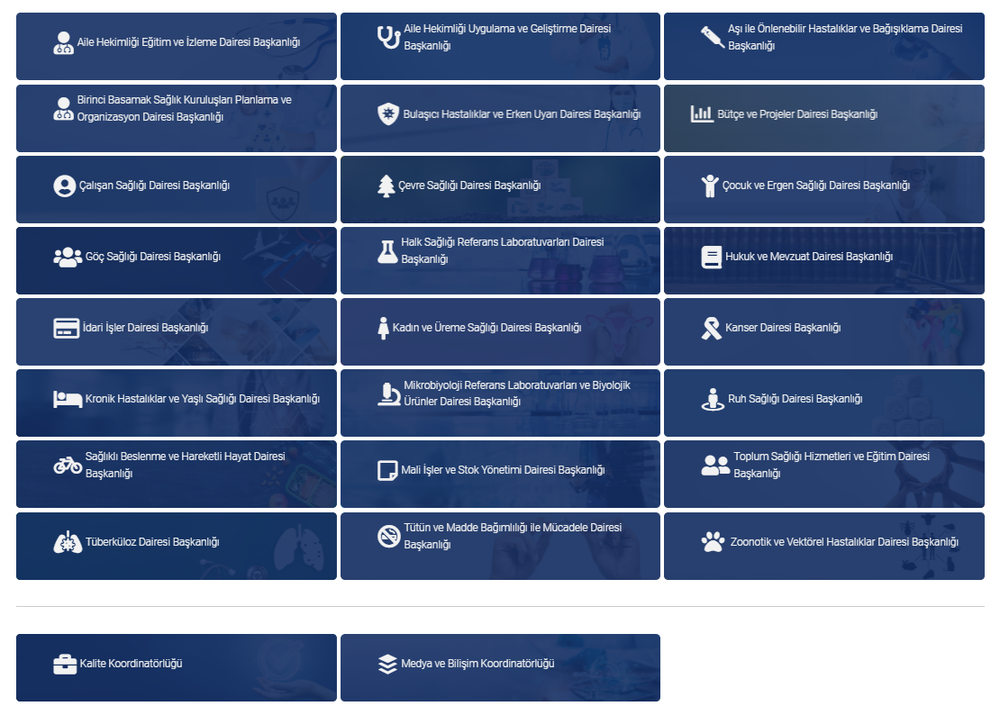 Aile Hekimliği Eğitim ve İzleme Dairesi Başkanlığı
Aile Hekimliği Uygulama ve Geliştirme Dairesi
Başkanlığı
Aşı ile Önlenebilir Hastalıklar ve Bağışıklama Dairesi
Başkanlığı
Birinci Basamak Sağlık Kuruluşları Planlama ve
Organizasyon Dairesi Başkanlığı
Bulaşıcı Hastalıklar ve Erken Uyarı Dairesi Başkanlığı
Bütçe ve Projeler Dairesi Başkanlığı
Çalışan Sağlığı Dairesi Başkanlığı
Çevre Sağlığı Dairesi Başkanlığı
Çocuk ve Ergen Sağlığı Dairesi Başkanlığı
Göç Sağlığı Dairesi Başkanlığı
Halk Sağlığı Referans Laboratuvarları Dairesi
Başkanlığı
Hukuk ve Mevzuat Dairesi Başkanlığı
İdari İşler Dairesi Başkanlığı
Kadın ve Üreme Sağlığı Dairesi Başkanlığı
Kanser Dairesi Başkanlığı
Kronik Hastalıklar ve Yaşlı Sağlığı Dairesi Başkanlığı
Mikrobiyoloji Referans Laboratuvarları ve Biyolojik
Ürünler Dairesi Başkanlığı
Ruh Sağlığı Dairesi Başkanlığı
Sağlıklı Beslenme ve Hareketli Hayat Dairesi
Başkanlığı
Mali İşler ve Stok Yönetimi Dairesi Başkanlığı
Toplum Sağlığı Hizmetleri ve Eğitim Dairesi
Başkanlığı
Tüberküloz Dairesi Başkanlığı
Tütün ve Madde Bağımlılığı ile Mücadele Dairesi
Başkanlığı
Zoonotik ve Vektörel Hastalıklar Dairesi Başkanlığı
Kalite Koordinatörlüğü
Medya ve Bilişim Koordinatörlüğü